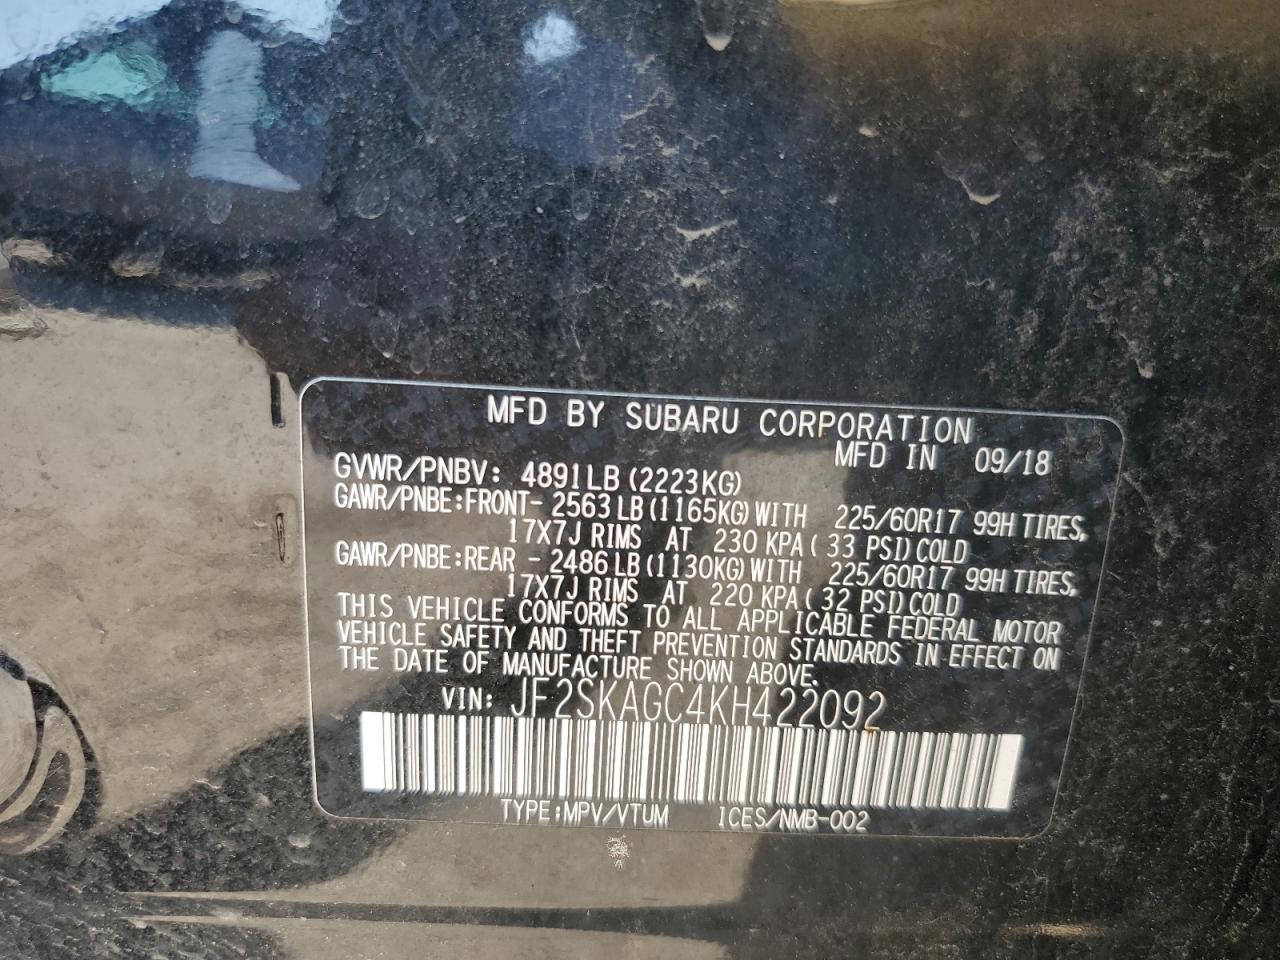 MFD BY SUBARU CORPORATION
MFD IN 09/18
GVWR/PNBV: 4891LB(2223KG)
GAWR/PNBE:FRONT- 2563LB(1165KG)WITH 225/60R17 99H TIRES,
17X7J RIMS AT 230 KPA( 33 PSI)COLD
GAWR/PNBE:REAR - 2486LB(1130KG)WITH 225/60R17 99H TIRES,
17X7J RIMS AT 220 KPA( 32 PSI)COLD
THIS VEHICLE CONFORMS TO ALL APPLICABLE FEDERAL MOTOR
VEHICLE SAFETY AND THEFT PREVENTION STANDARDS IN EFFECT ON
THE DATE OF MANUFACTURE SHOWN ABOVE.
VIN: JF2SKAGC4KH422092
TYPE:MPV/VTUM ICES/NMB-002